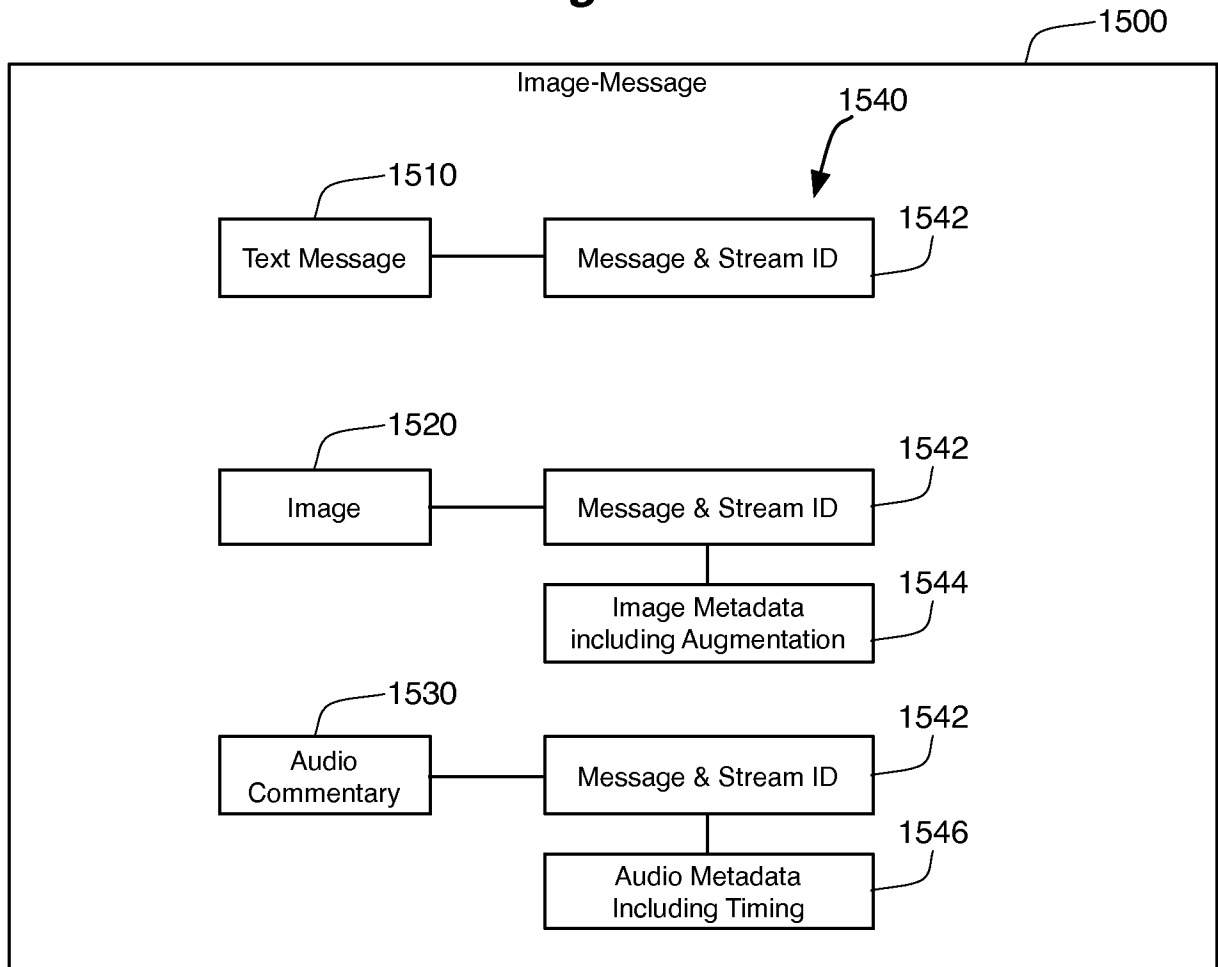 1500
Image-Message
1540
1510
1542
Text Message
Message & Stream ID
1520
1542
Image
Message & Stream ID
1544
Image Metadata
including Augmentation
1530
1542
Audio
Commentary
Message & Stream ID
1546
Audio Metadata
Including Timing